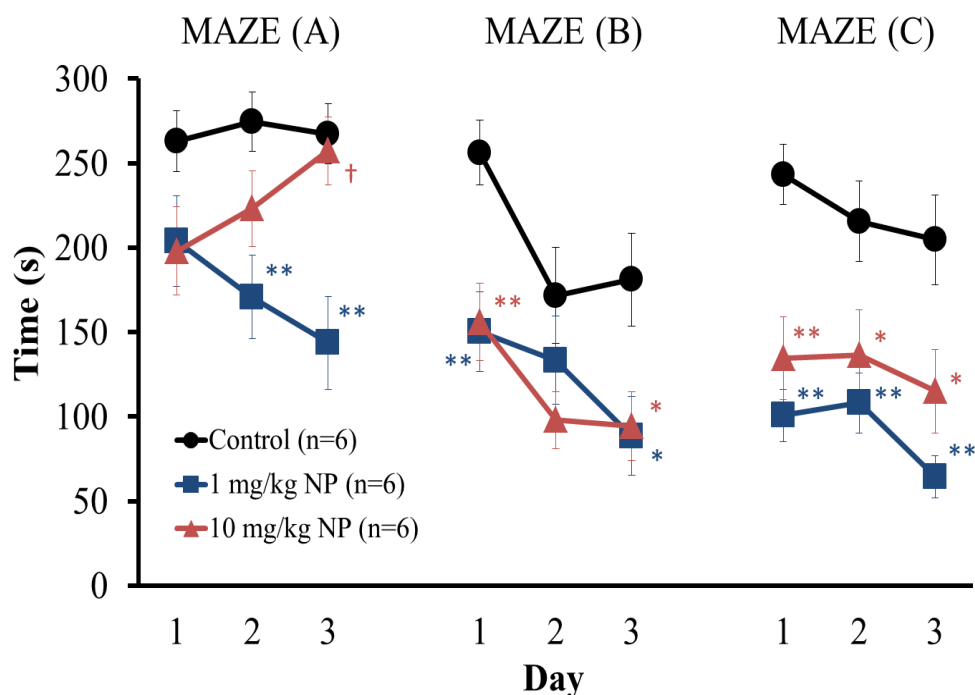 MAZE (A) MAZE (B) MAZE (C)
300
250
200
150
100
50
0
Time (s)
†
**
**
**
**
*
*
**
*
*
**
**
**
Control (n=6)
1 mg/kg NP (n=6)
10 mg/kg NP (n=6)
1 2 3 1 2 3 1 2 3
Day